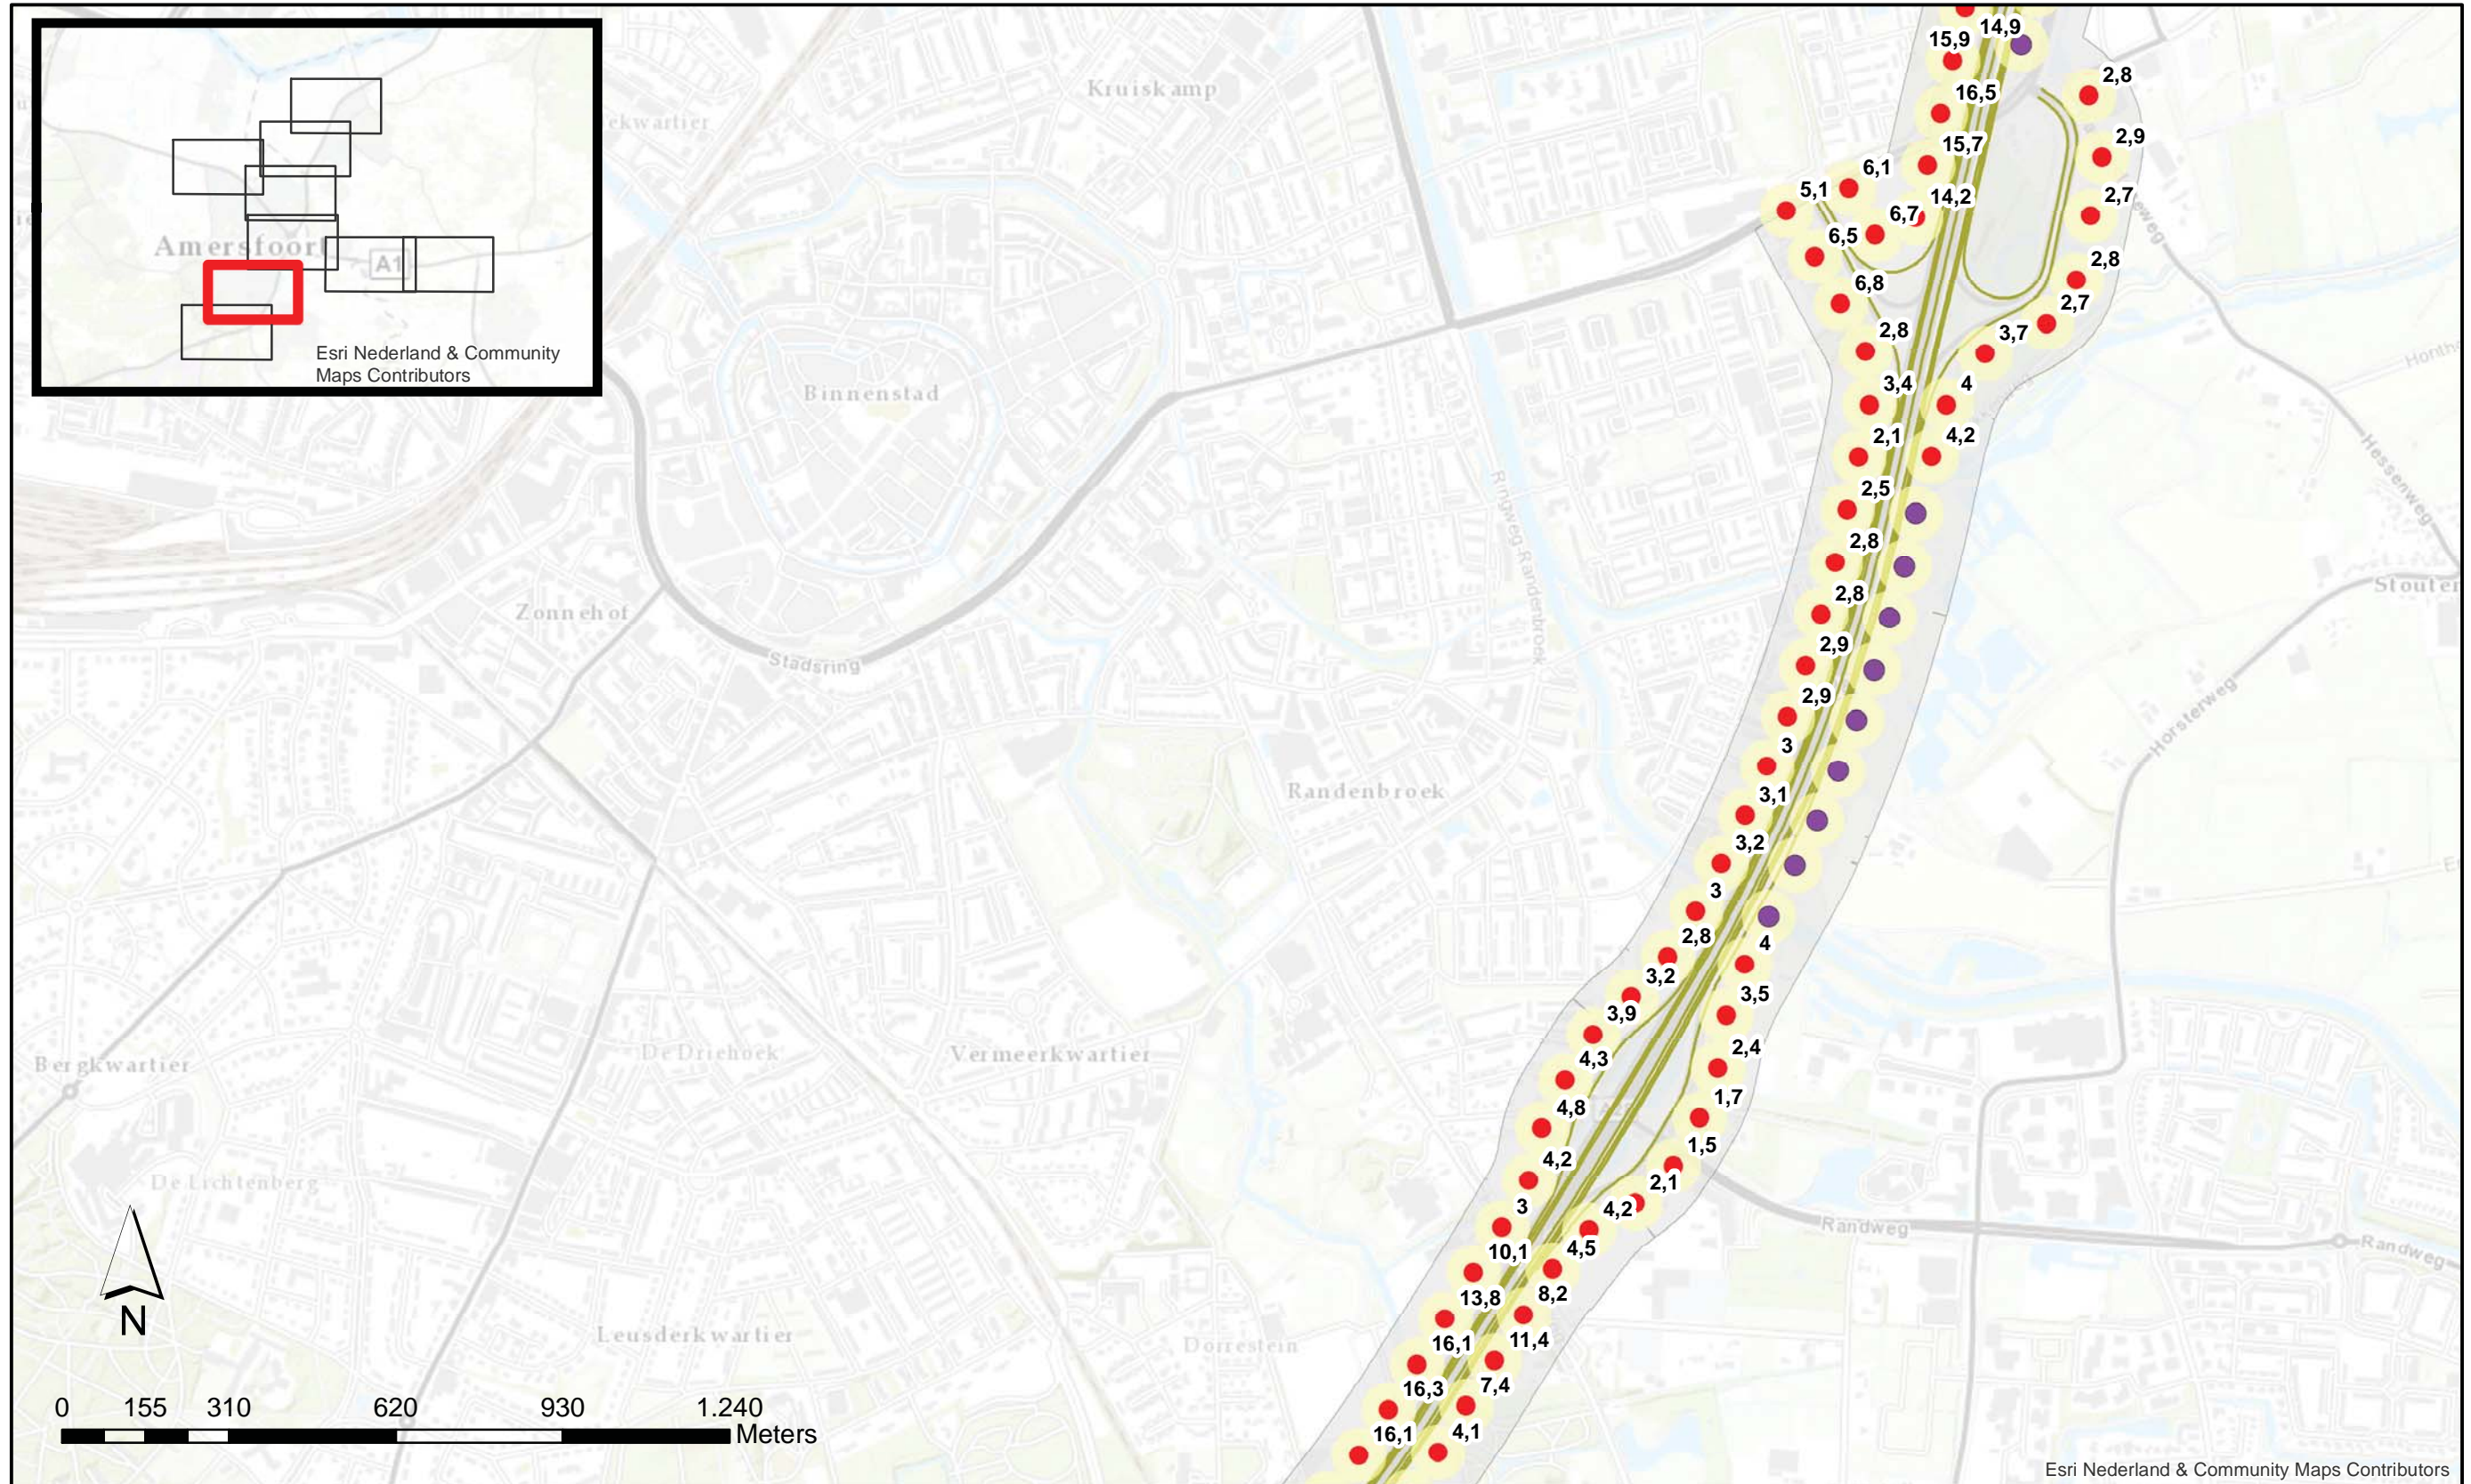 Amersfoort
A1
Esri Nederland & Community
Maps Contributors
Kruiskamp
Binnenstad
Zonnehof
Stadsring
Ringweg-Randenbroek
Randenbroek
Bergkwartier
De Driehoek
Vermeerkwartier
De Lichtenberg
Leusderkwartier
Dorrestein
Hessenweg
Horsterweg
Randweg
Randweg
14,9
15,9
16,5
15,7
14,2
6,1
5,1
6,7
6,5
6,8
2,8
2,9
2,7
2,8
2,7
3,7
4
4,2
2,8
3,4
2,1
2,5
2,8
2,8
2,9
2,9
3
3,1
3,2
3
2,8
3,2
3,9
4,3
4,8
4,2
3
10,1
13,8
16,1
16,3
16,1
4
3,5
2,4
1,7
1,5
2,1
4,2
4,5
8,2
11,4
7,4
4,1
N
0 155 310 620 930 1.240
Meters
Esri Nederland & Community Maps Contributors